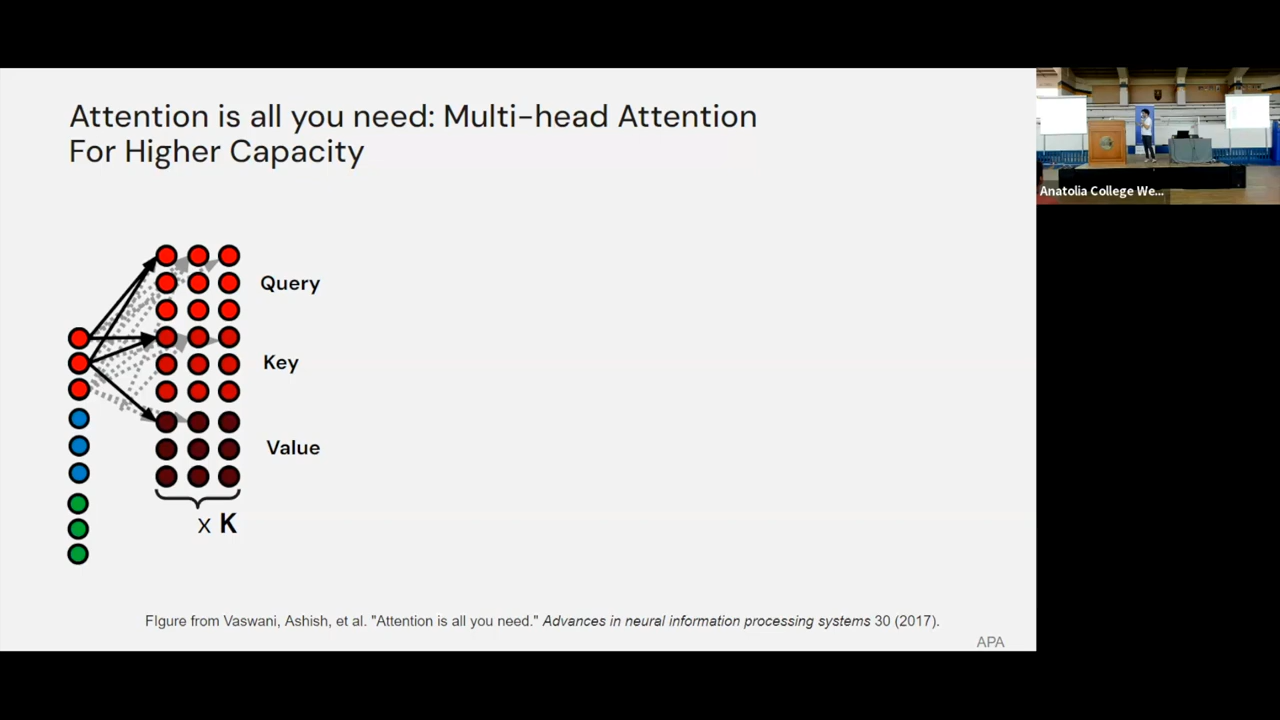 Attention is all you need: Multi-head Attention
For Higher Capacity
Anatolia College We...
Query
Key
Value
x K
FIgure from Vaswani, Ashish, et al. "Attention is all you need." Advances in neural information processing systems 30 (2017).
APA